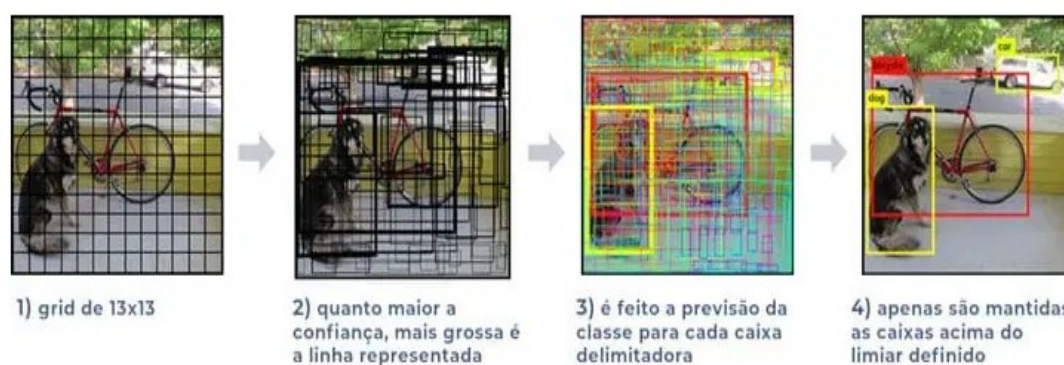 car
bicycle
dog
1) grid de 13x13
2) quanto maior a
confiança, mais grossa é
a linha representada
3) é feito a previsão da
classe para cada caixa
delimitadora
4) apenas são mantidas
as caixas acima do
limiar definido